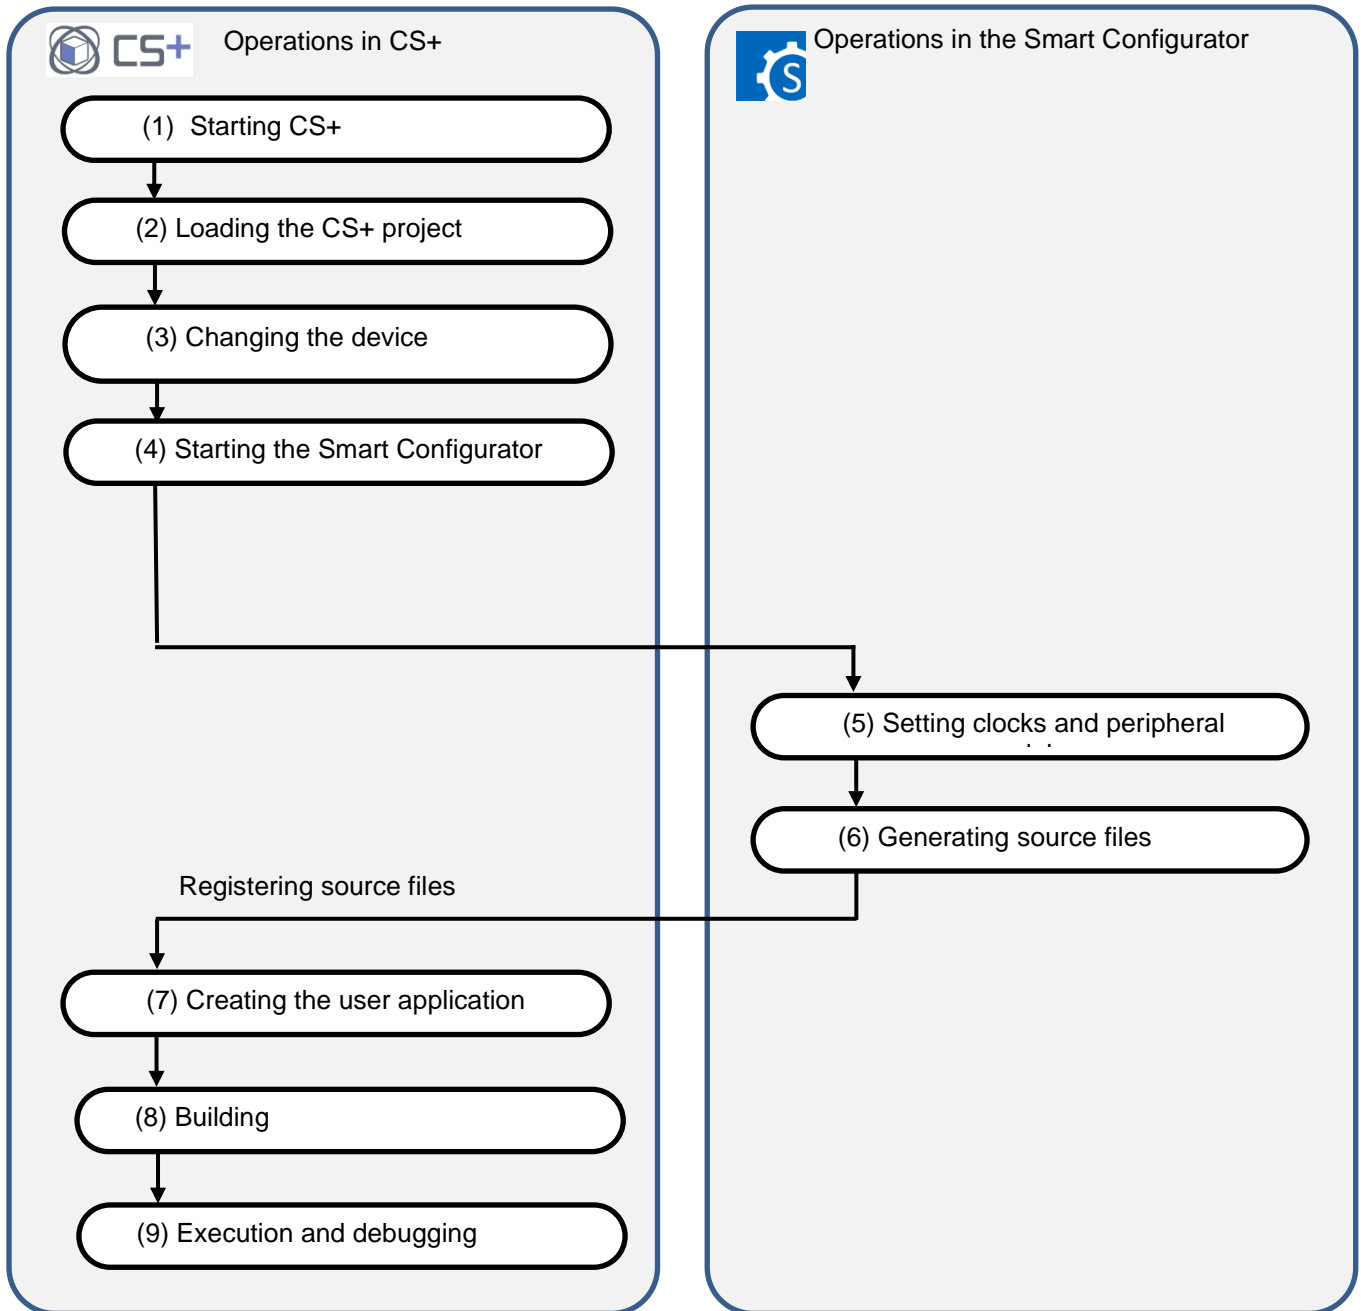 CS+
Operations in CS+
S
Operations in the Smart Configurator
(1) Starting CS+
(2) Loading the CS+ project
(3) Changing the device
(4) Starting the Smart Configurator
(5) Setting clocks and peripheral
(6) Generating source files
Registering source files
(7) Creating the user application
(8) Building
(9) Execution and debugging